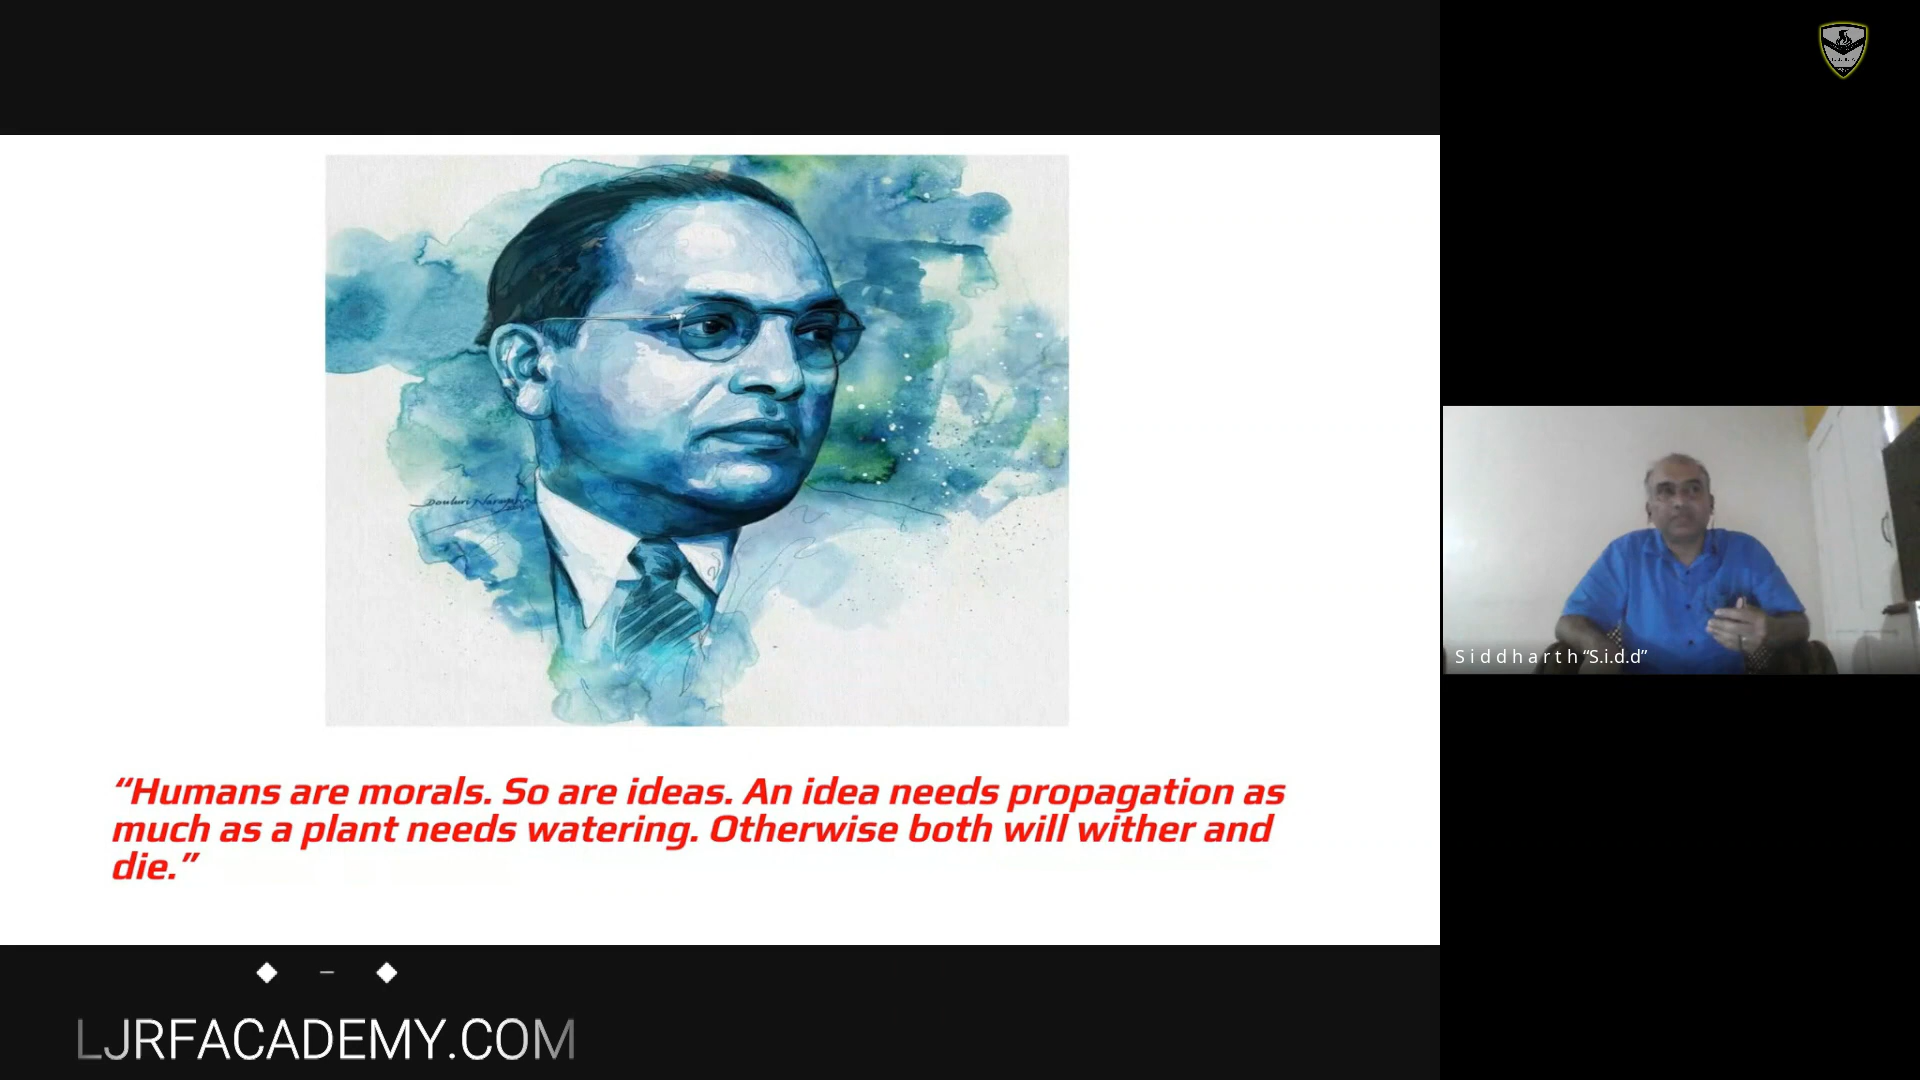 “Humans are morals. So are ideas. An idea needs propagation as
much as a plant needs watering. Otherwise both will wither and
die.”
S i d d h a r t h “S.i.d.d”
LJRFACADEMY.COM